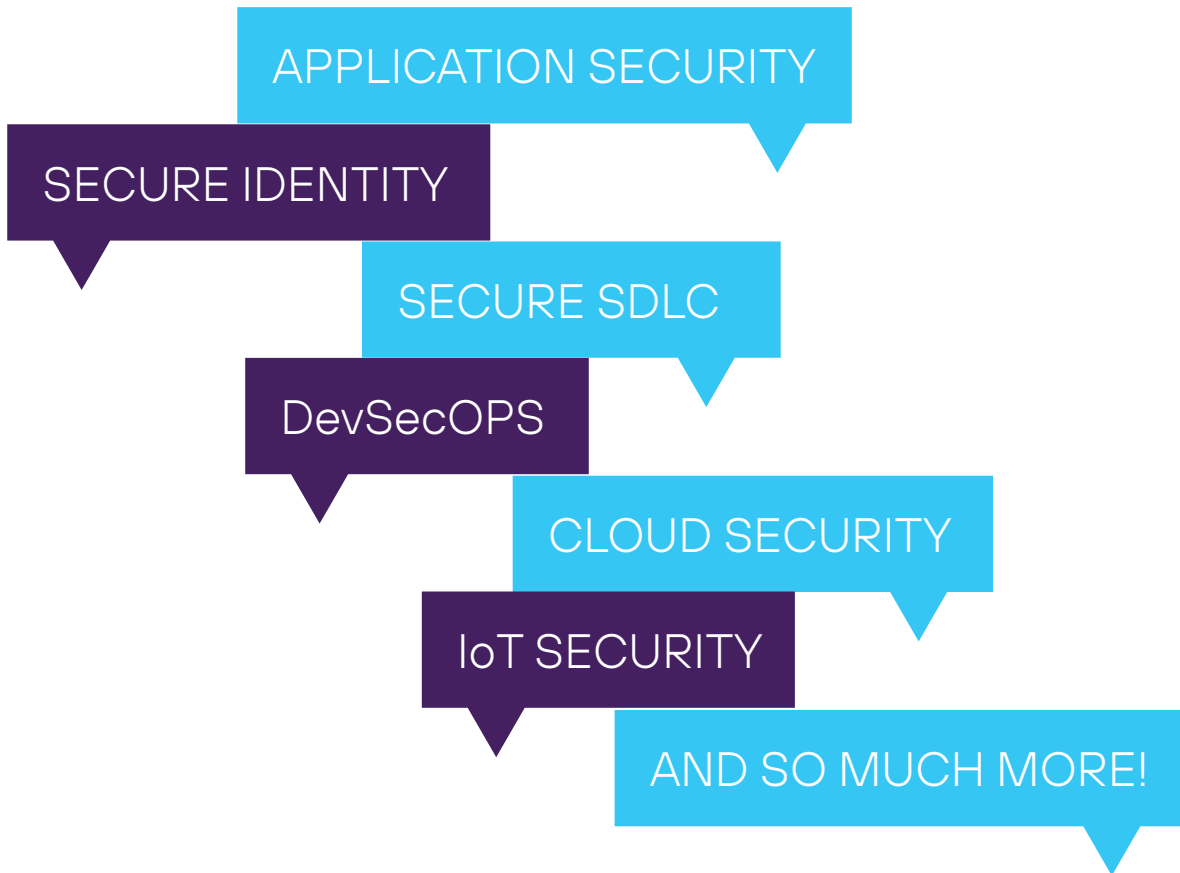 APPLICATION SECURITY
SECURE IDENTITY
SECURE SDLC
DevSecOPS
CLOUD SECURITY
IoT SECURITY
AND SO MUCH MORE!